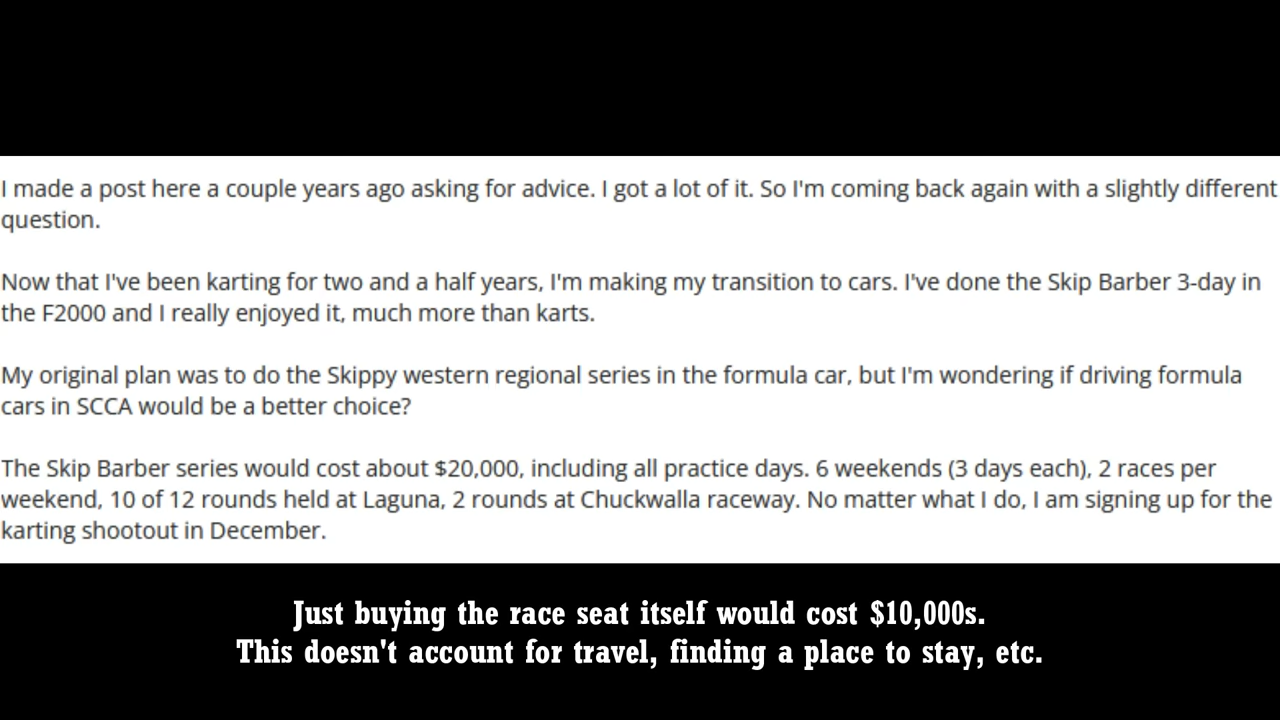 I made a post here a couple years ago asking for advice. I got a lot of it. So I'm coming back again with a slightly different
question.
Now that I've been karting for two and a half years, I'm making my transition to cars. I've done the Skip Barber 3-day in
the F2000 and I really enjoyed it, much more than karts.
My original plan was to do the Skippy western regional series in the formula car, but I'm wondering if driving formula
cars in SCCA would be a better choice?
The Skip Barber series would cost about $20,000, including all practice days. 6 weekends (3 days each), 2 races per
weekend, 10 of 12 rounds held at Laguna, 2 rounds at Chuckwalla raceway. No matter what I do, I am signing up for the
karting shootout in December.
Just buying the race seat itself would cost $10,000s.
This doesn't account for travel, finding a place to stay, etc.